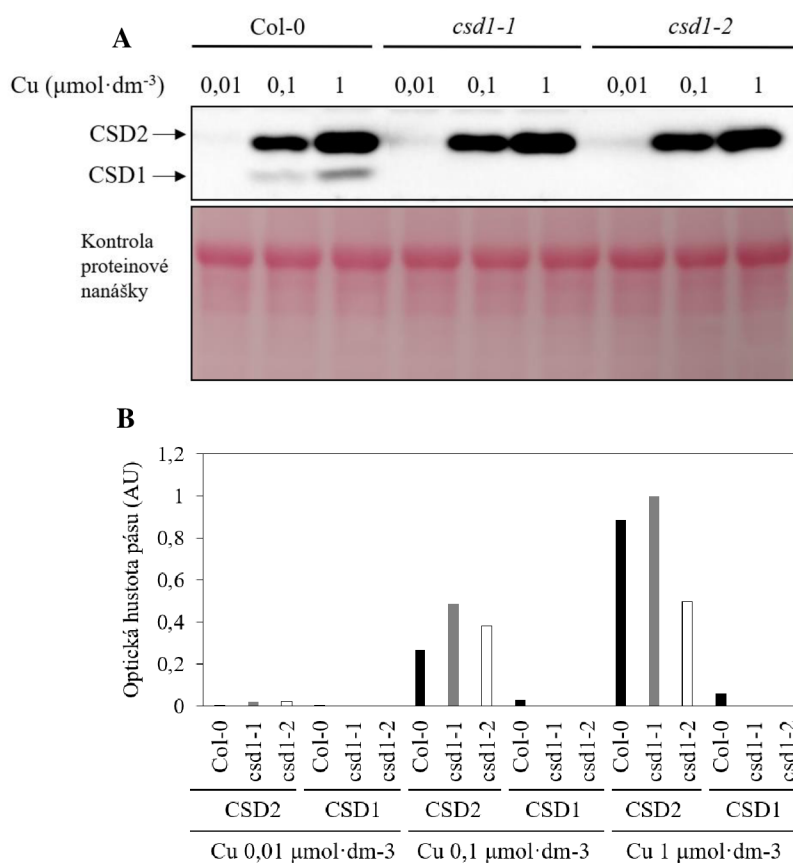 A
Col-0 csd1-1 csd1-2
Cu (μmol·dm-3) 0,01 0,1 1 0,01 0,1 1 0,01 0,1 1
CSD2
CSD1
Kontrola
proteinové
nanášky
B
Optická hustota pásu (AU)
1,2
1
0,8
0,6
0,4
0,2
0
Col-0 csd1-1 csd1-2 Col-0 csd1-1 csd1-2 Col-0 csd1-1 csd1-2 Col-0 csd1-1 csd1-2 Col-0 csd1-1 csd1-2 Col-0 csd1-1 csd1-2
CSD2 CSD1 CSD2 CSD1 CSD2 CSD1
Cu 0,01 μmol·dm-3 Cu 0,1 μmol·dm-3 Cu 1 μmol·dm-3